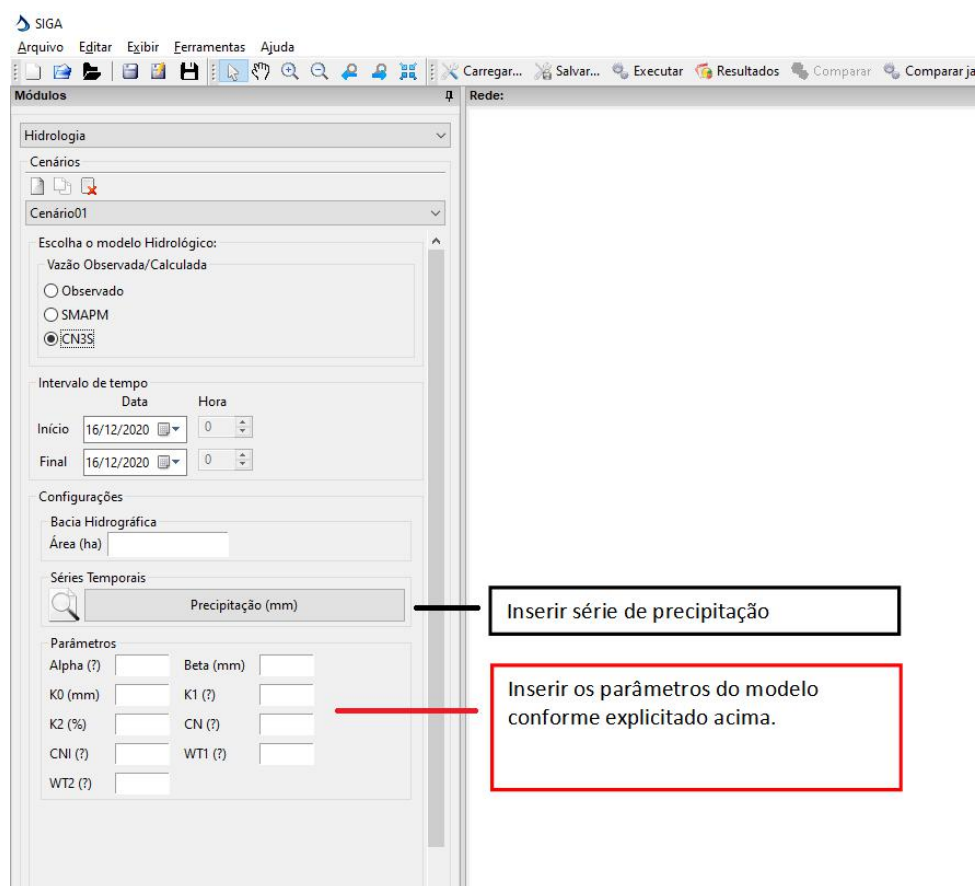 SIGA
Arquivo Editar Exibir Ferramentas Ajuda
Carregar... Salvar... Executar Resultados Comparar Comparar ja
Módulos
Rede:
Hidrologia
Cenários
Cenário01
Escolha o modelo Hidrológico:
Vazão Observada/Calculada
Observado
SMAPM
CN3S
Intervalo de tempo
Data Hora
Início 16/12/2020 0
Final 16/12/2020 0
Configurações
Bacia Hidrográfica
Área (ha)
Séries Temporais
Precipitação (mm)
Inserir série de precipitação
Parâmetros
Alpha (?) Beta (mm)
K0 (mm) K1 (?)
K2 (%) CN (?)
CNI (?) WT1 (?)
WT2 (?)
Inserir os parâmetros do modelo
conforme explicitado acima.